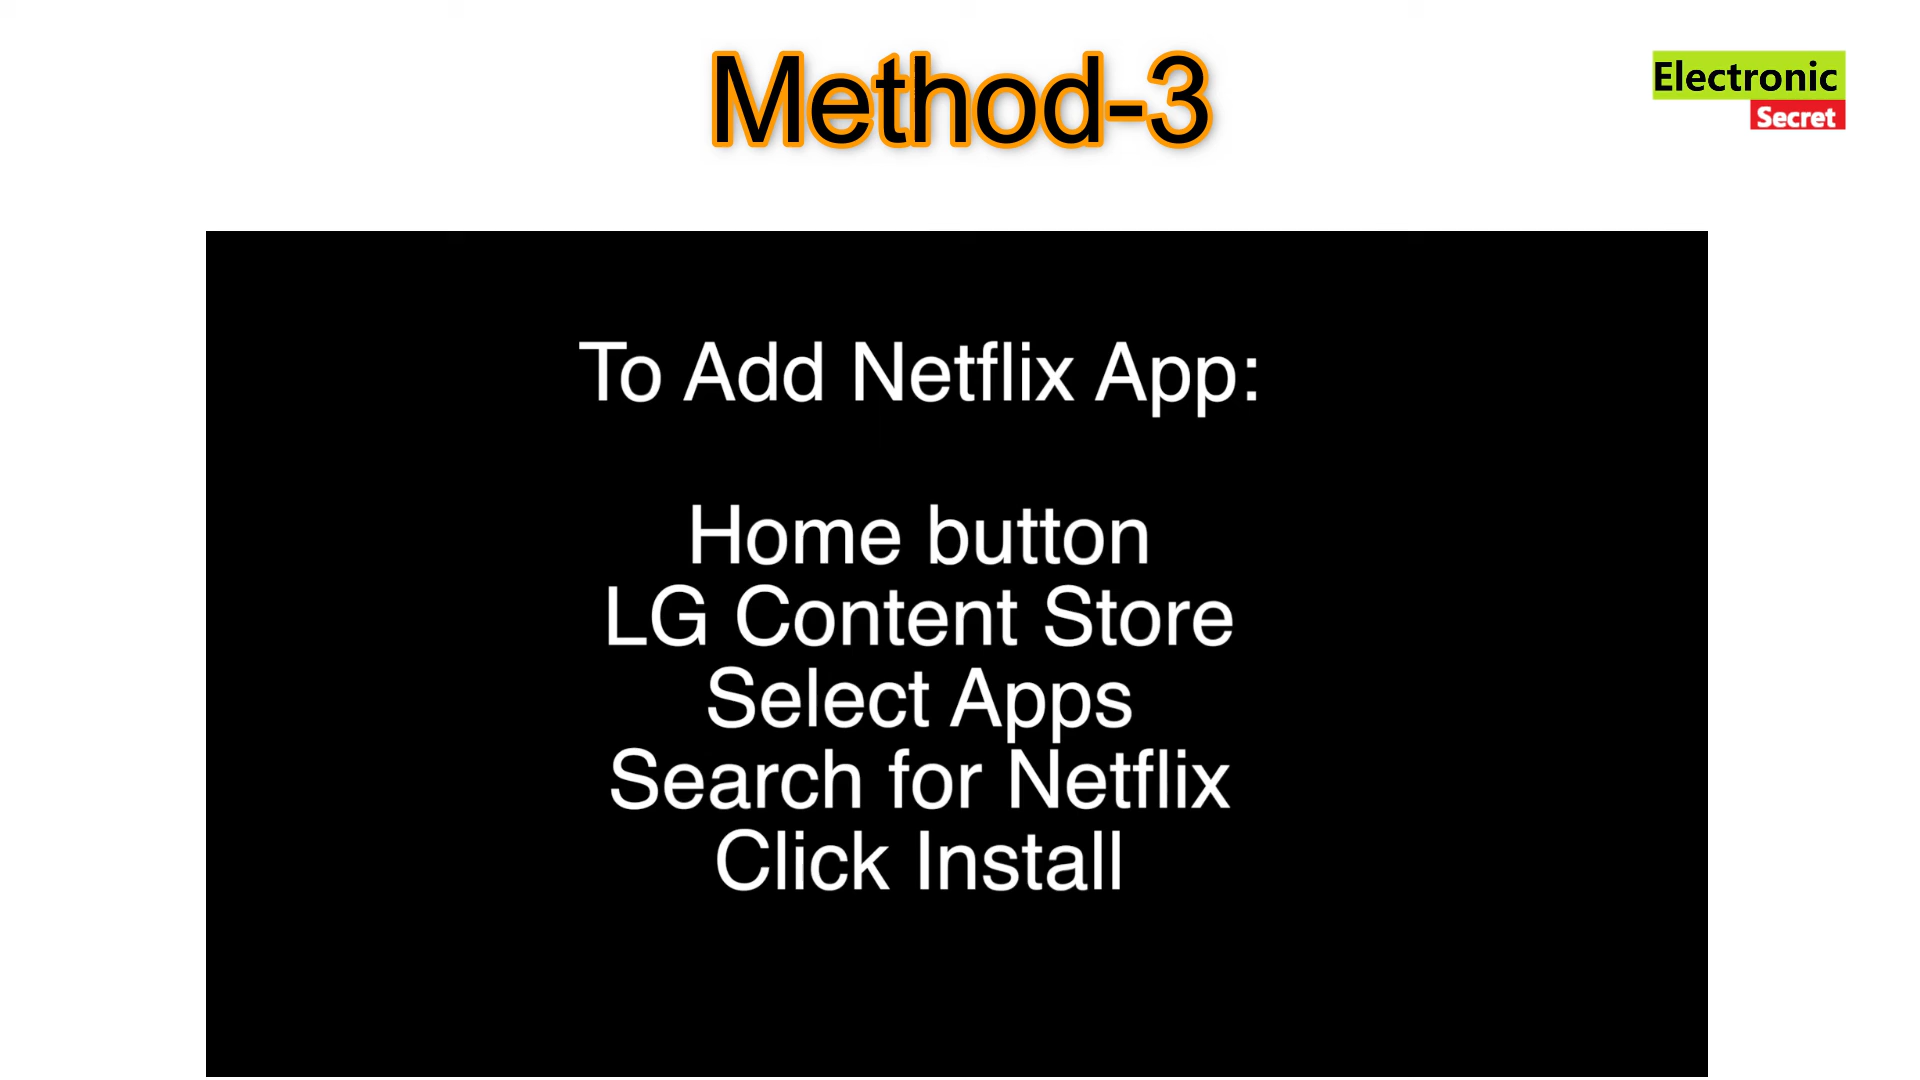 Method-3
Electronic
Secret
To Add Netflix App:
Home button
LG Content Store
Select Apps
Search for Netflix
Click Install